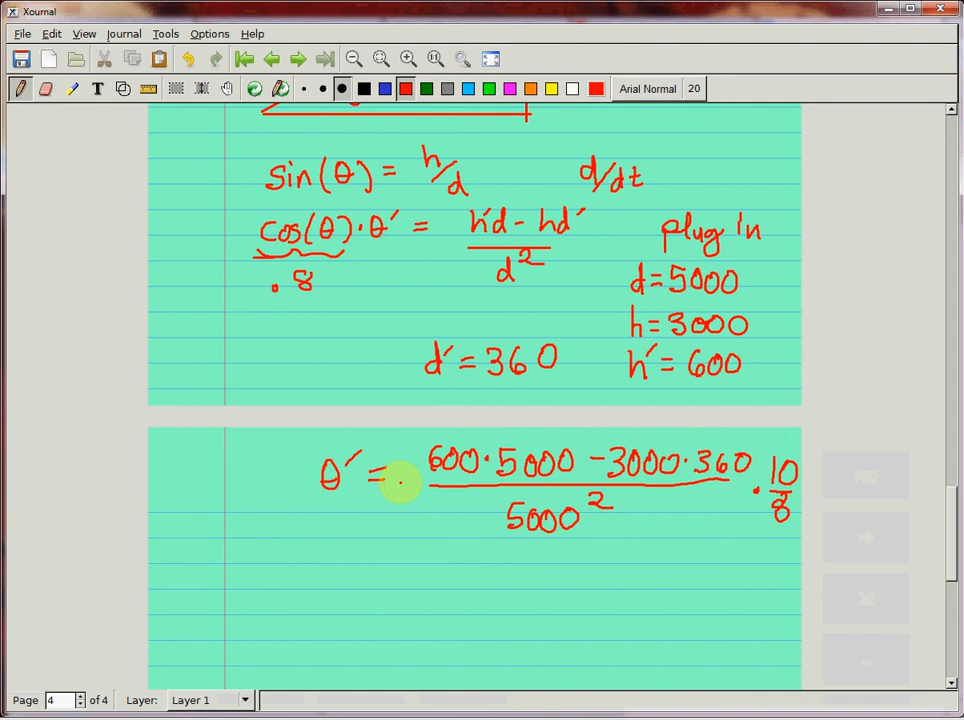 Xournal
File Edit View Journal Tools Options Help
Arial Normal 20
sin(θ) = h/d d/dt
cos(θ)·θ′ = h′d - hd′ / d² plug in
.8 d = 5000
h = 3000
d′ = 360 h′ = 600
θ′ = . 600·5000 - 3000·360 / 5000² · 10/8
Page 4 of 4 Layer: Layer 1